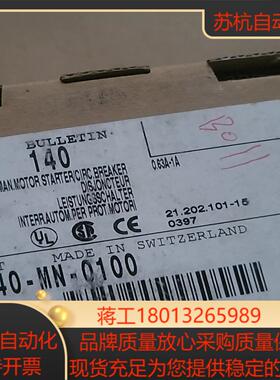 苏杭自动
BULLETIN
140
MAN.MOTOR STARTER/CIRC.BREAKER
DISJONCTEUR
LEISTUNGSSCHALTER
INTERR.AUTOM.PER PROT.MOTORI
0.63A-1A
21.202.101-15
0397
MADE IN SWITZERLAND
40-MN-0100
蒋工18013265989
自动化
品牌质量放心采购质量保
开票
现货充足为您提供稳定的